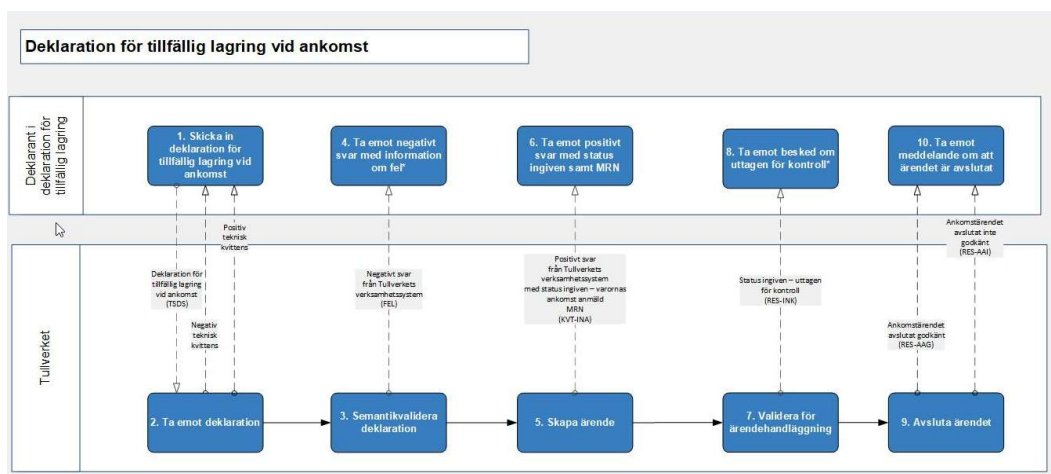 Deklaration för tillfällig lagring vid ankomst
Deklarant i
deklaration för
tillfällig lagring
1. Skicka in
deklaration för
tillfällig lagring vid
ankomst
4. Ta emot negativt
svar med information
om fel*
6. Ta emot positivt
svar med status
ingiven samt MRN
8. Ta emot besked om
uttagen för kontroll*
10. Ta emot
meddelande om att
ärendet är avslutat
Positiv
teknisk
kvittens
Deklaration för
tillfällig lagring
vid ankomst
(TSDS)
Negativ
teknisk
kvittens
Negativt svar
från Tullverkets
verksamhetssystem
(FEL)
Positivt svar
från Tullverkets
verksamhetssystem
med status ingiven – varornas
ankomst anmäld
MRN
(KVT-INA)
Status ingiven – uttagen
för kontroll
(RES-INK)
Ankomstärendet
avslutat inte
godkänt
(RES-AAI)
Ankomstärendet
avslutat godkänt
(RES-AAG)
Tullverket
2. Ta emot deklaration
3. Semantikvalidera
deklaration
5. Skapa ärende
7. Validera för
ärendehandläggning
9. Avsluta ärendet